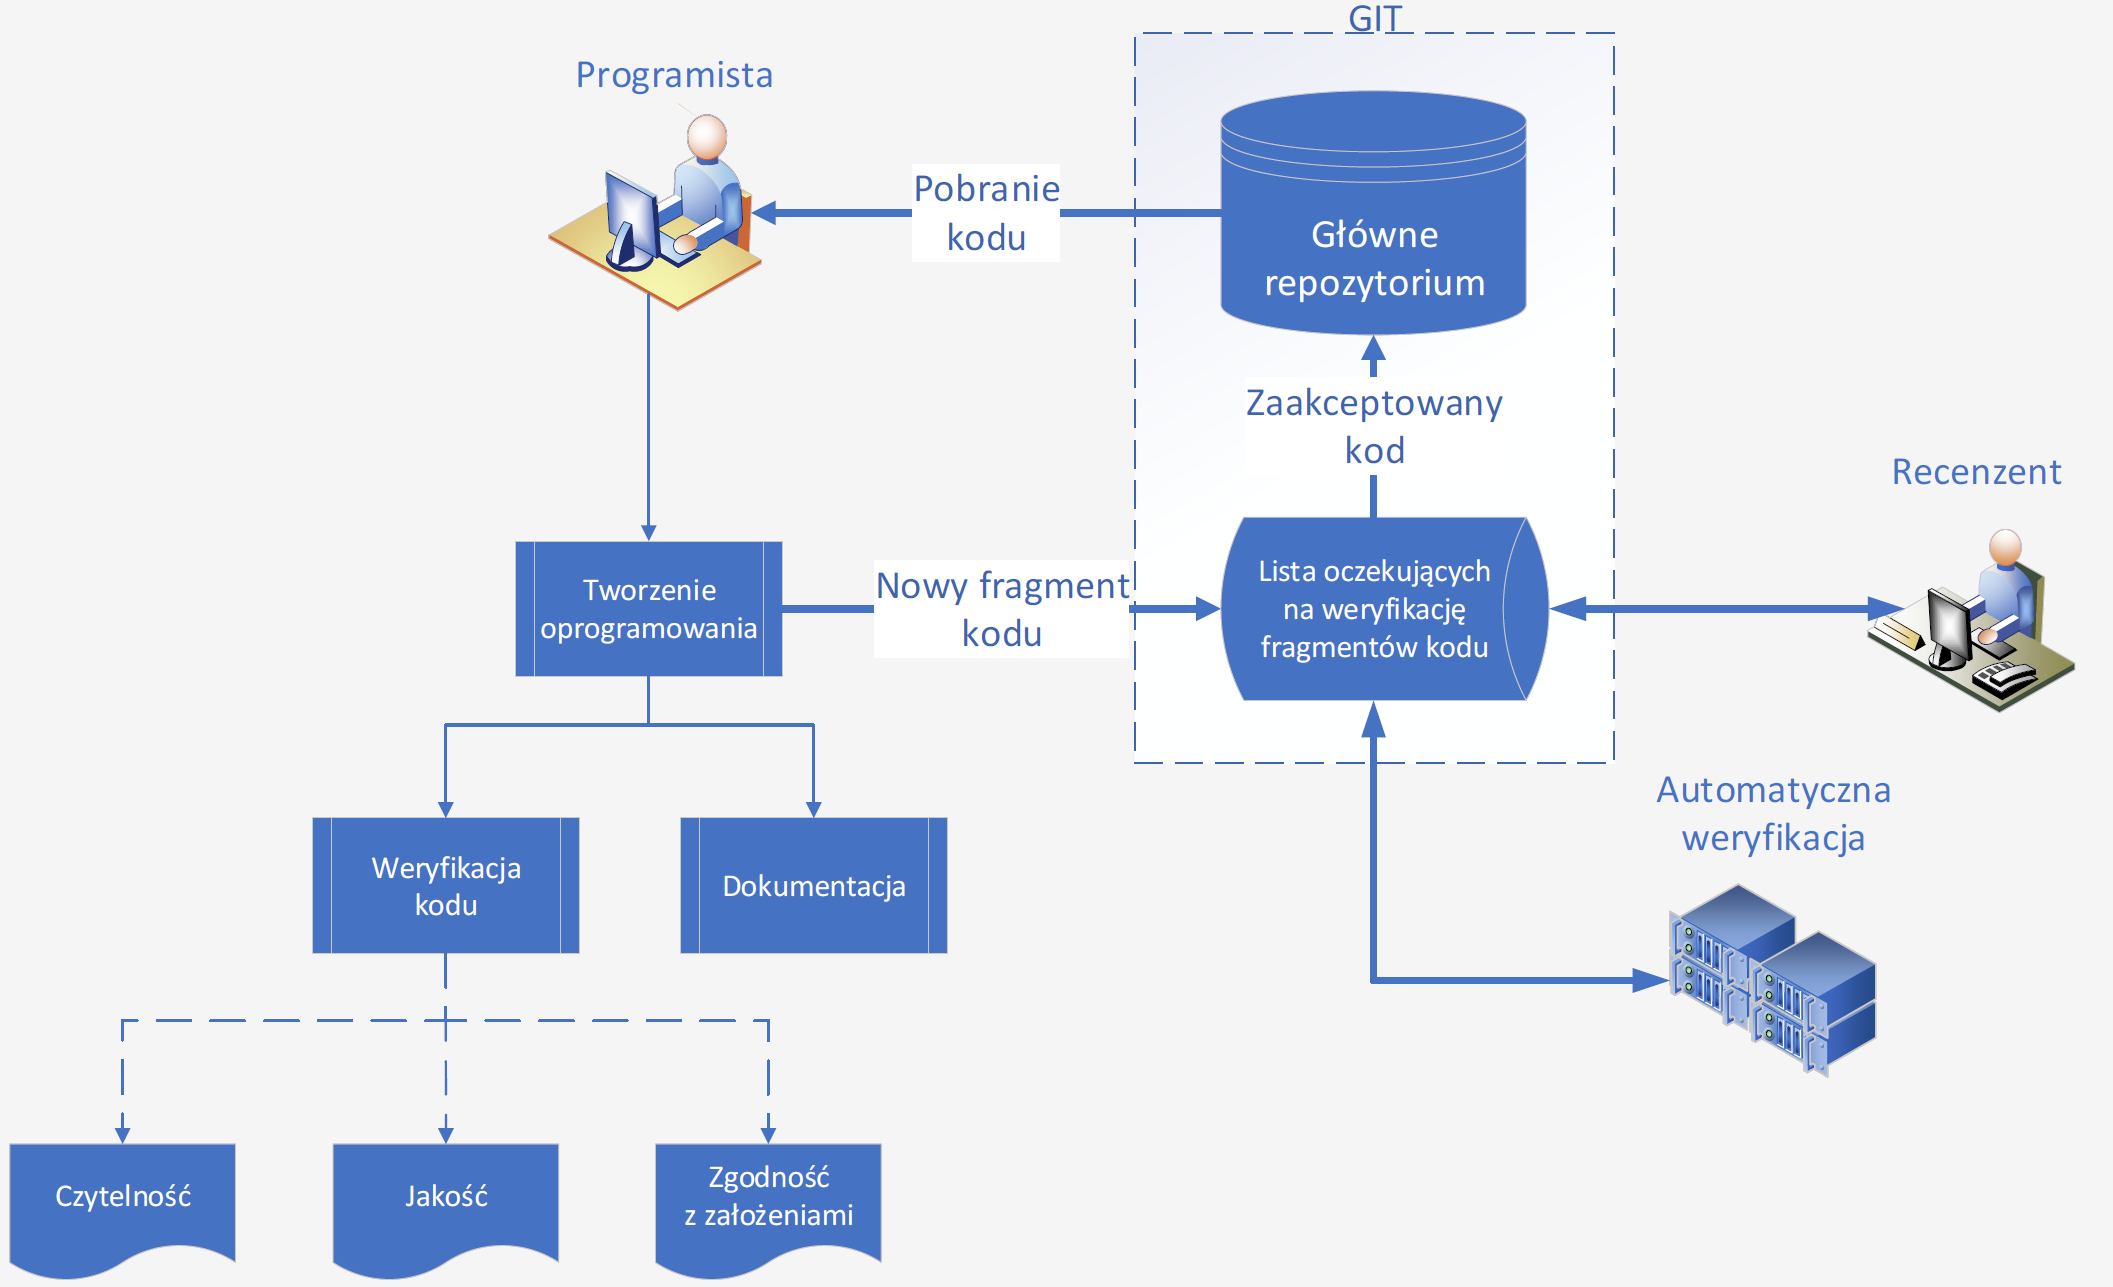 GIT
Programista
Pobranie
kodu
Główne
repozytorium
Zaakceptowany
kod
Recenzent
Tworzenie
oprogramowania
Nowy fragment
kodu
Lista oczekujących
na weryfikację
fragmentów kodu
Automatyczna
weryfikacja
Weryfikacja
kodu
Dokumentacja
Czytelność
Jakość
Zgodność
z założeniami